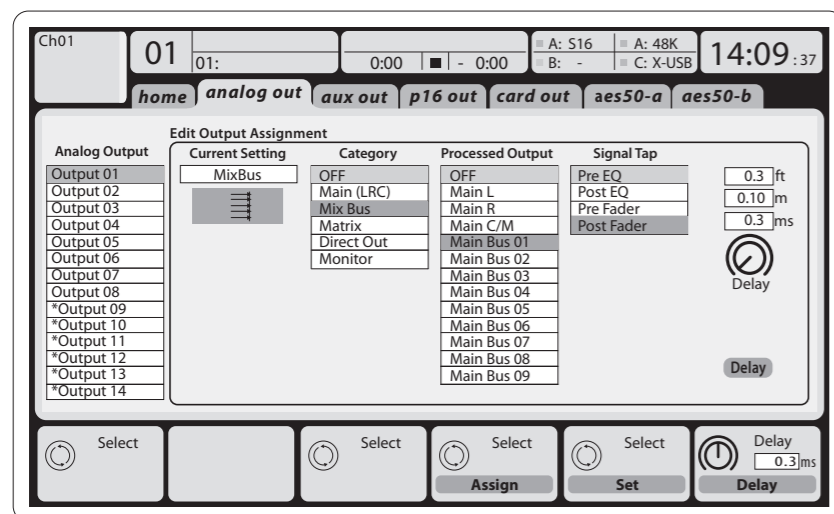 Ch01
01
01:
0:00
- 0:00
A: S16
B: -
A: 48K
C: X-USB
14:09 :37
home
analog out
aux out
p16 out
card out
aes50-a
aes50-b
Edit Output Assignment
Analog Output
Output 01
Output 02
Output 03
Output 04
Output 05
Output 06
Output 07
Output 08
*Output 09
*Output 10
*Output 11
*Output 12
*Output 13
*Output 14
Current Setting
MixBus
Category
OFF
Main (LRC)
Mix Bus
Matrix
Direct Out
Monitor
Processed Output
OFF
Main L
Main R
Main C/M
Main Bus 01
Main Bus 02
Main Bus 03
Main Bus 04
Main Bus 05
Main Bus 06
Main Bus 07
Main Bus 08
Main Bus 09
Signal Tap
Pre EQ
Post EQ
Pre Fader
Post Fader
0.3 ft
0.10 m
0.3 ms
Delay
Delay
Select
Select
Select
Assign
Select
Set
Delay
0.3 ms
Delay